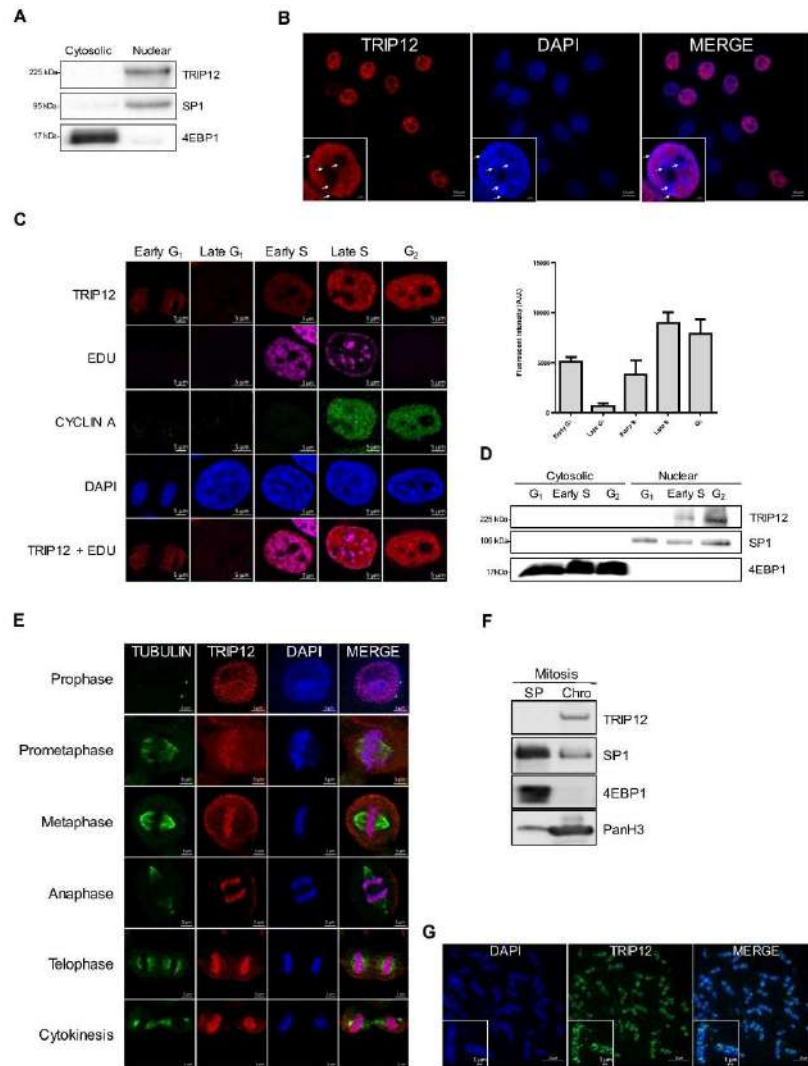 A
Cytosolic Nuclear
225 kDa TRIP12
95 kDa SP1
17 kDa 4EBP1
B
TRIP12 DAPI MERGE
C
Early G1 Late G1 Early S Late S G2
TRIP12
EDU
CYCLIN A
DAPI
TRIP12 + EDU
5 µm
Fluorescent Intensity (A.U.)
15000
10000
5000
0
Early G1 Late G1 Early S Late S G2
D
Cytosolic Nuclear
G1 Early S G2 G1 Early S G2
225 kDa TRIP12
SP1
17kDa 4EBP1
E
TUBULIN TRIP12 DAPI MERGE
Prophase
Prometaphase
Metaphase
Anaphase
Telophase
Cytokinesis
F
Mitosis
SP Chro
TRIP12
SP1
4EBP1
PanH3
G
DAPI TRIP12 MERGE